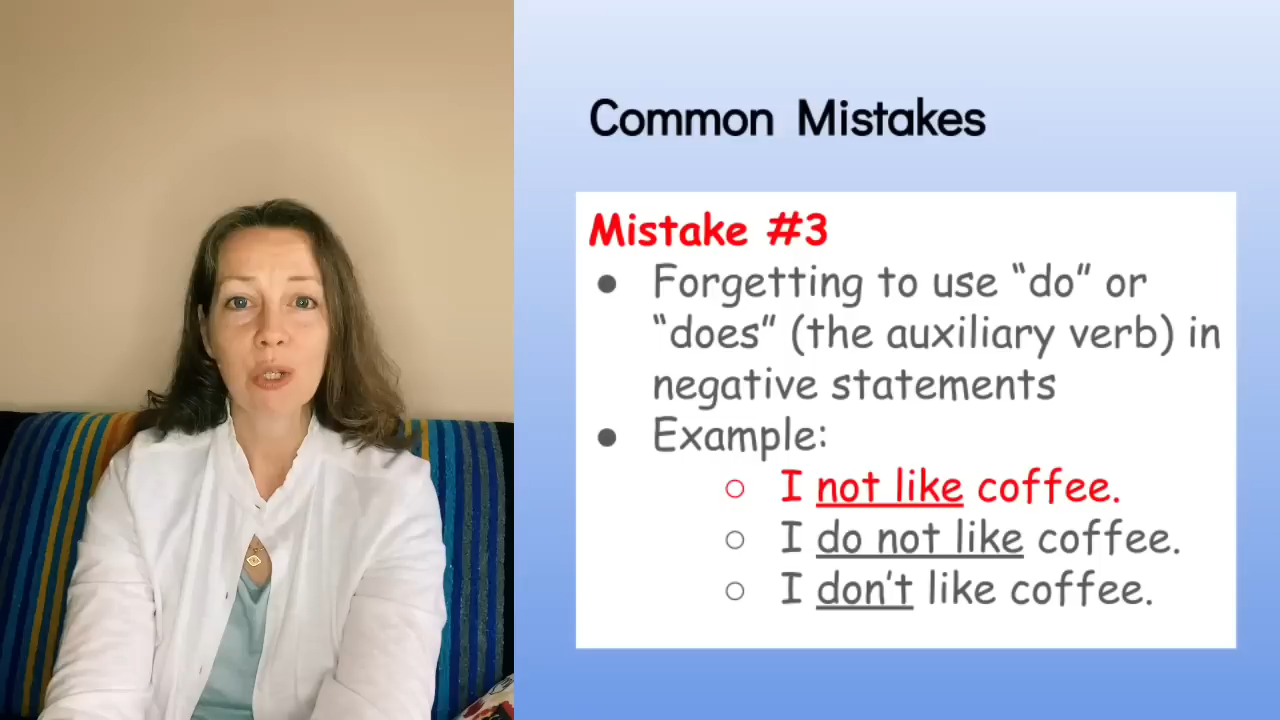 Common Mistakes
Mistake #3
● Forgetting to use “do” or
“does” (the auxiliary verb) in
negative statements
● Example:
○ I not like coffee.
○ I do not like coffee.
○ I don’t like coffee.